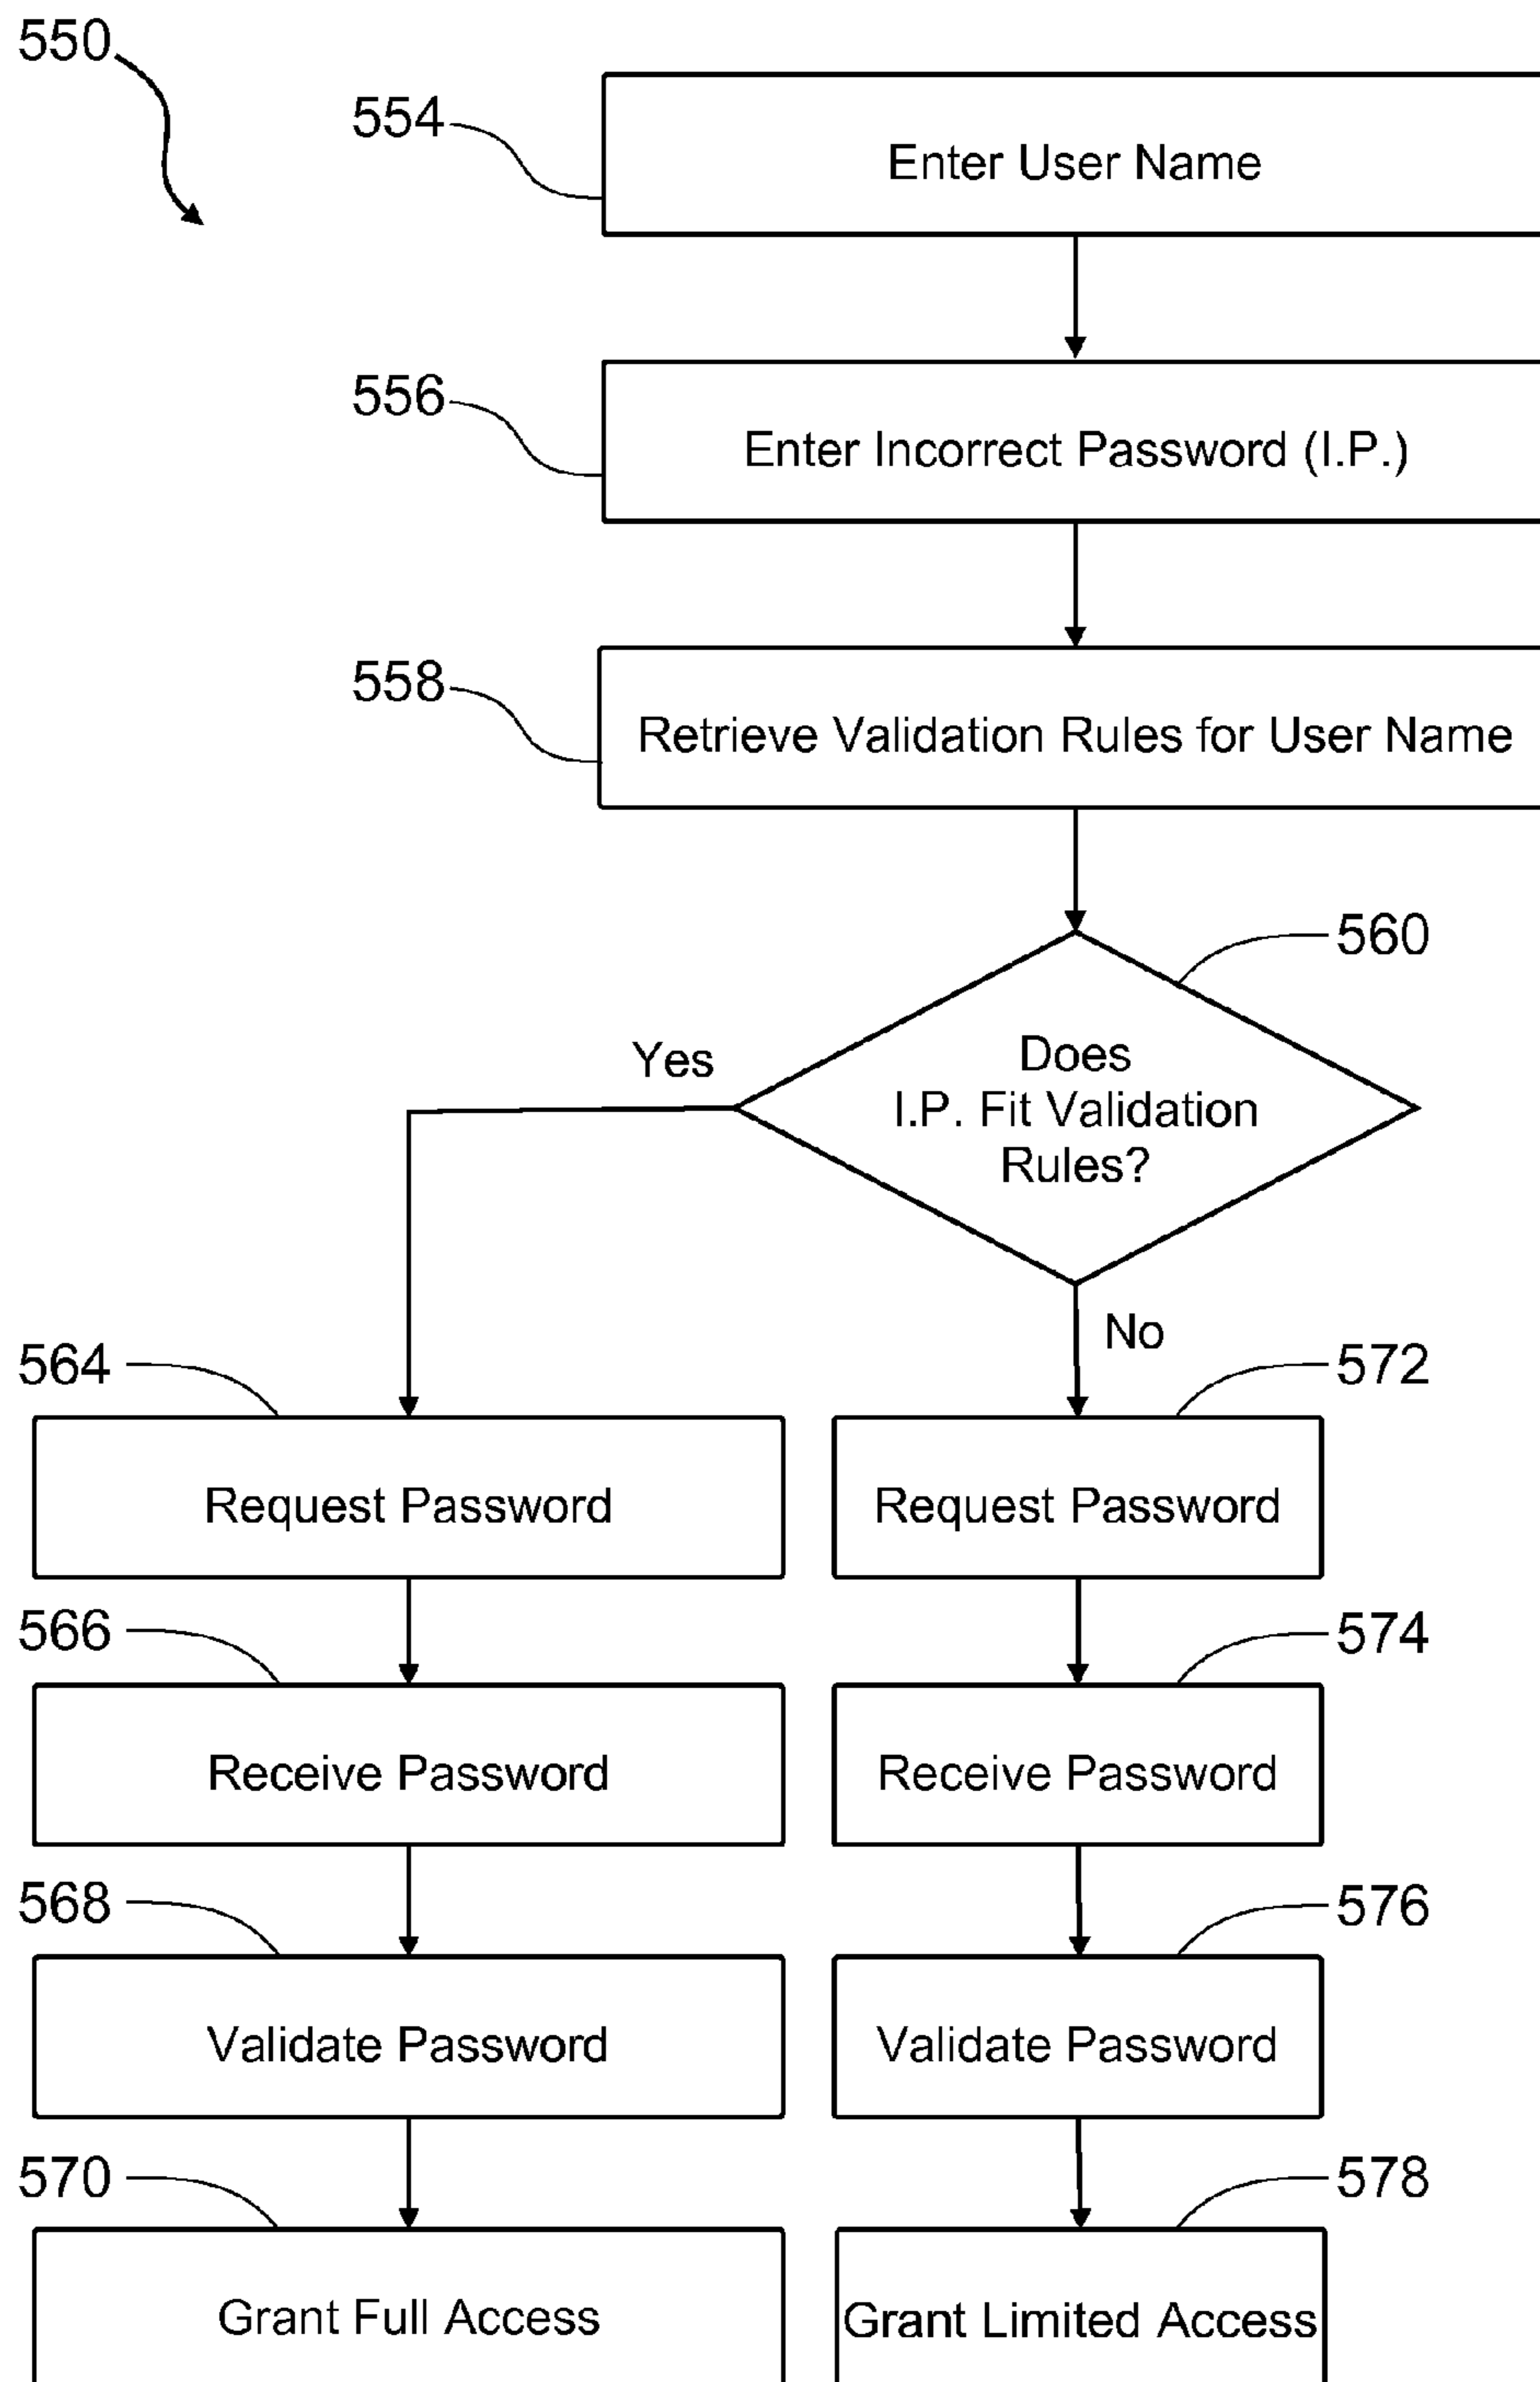 550
554
Enter User Name
556
Enter Incorrect Password (I.P.)
558
Retrieve Validation Rules for User Name
560
Does
I.P. Fit Validation
Rules?
Yes
No
564
572
Request Password
Request Password
566
574
Receive Password
Receive Password
568
576
Validate Password
Validate Password
570
578
Grant Full Access
Grant Limited Access